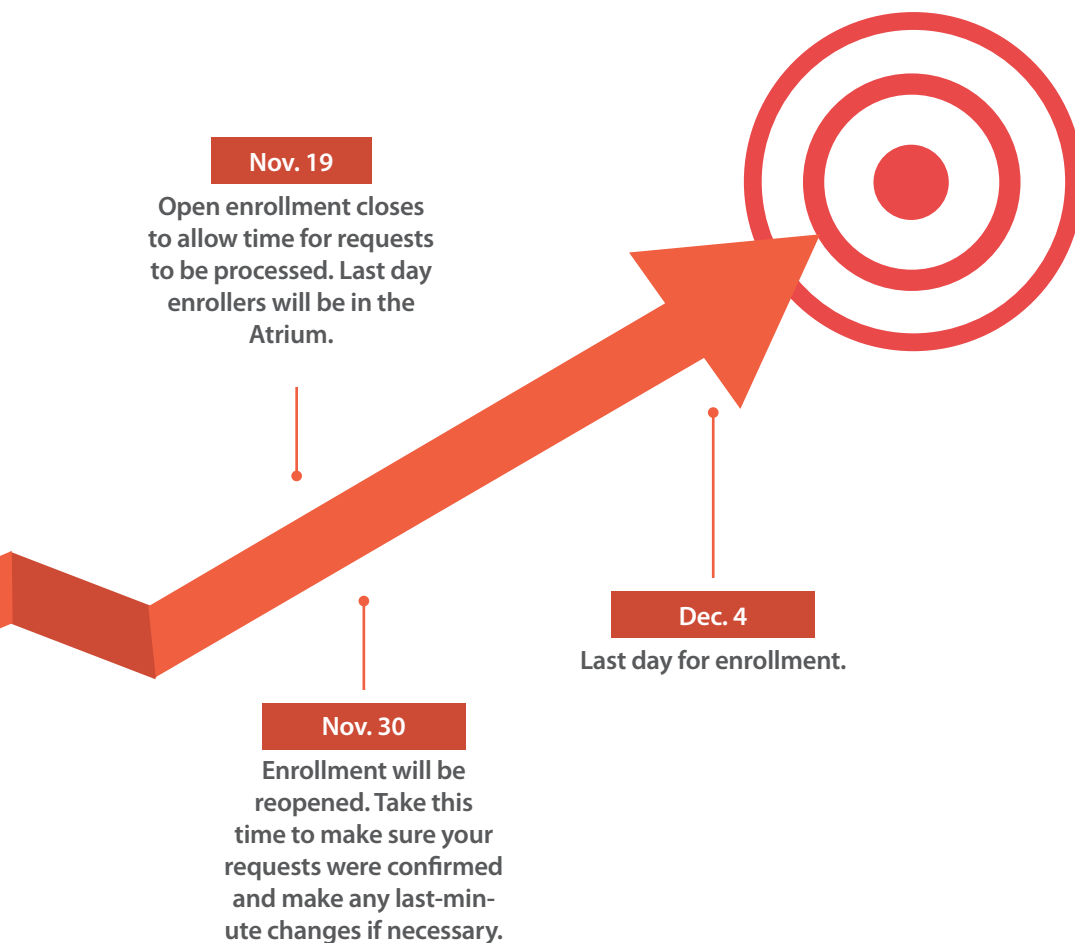 Nov. 19
Open enrollment closes
to allow time for requests
to be processed. Last day
enrollers will be in the
Atrium.
Nov. 30
Enrollment will be
reopened. Take this
time to make sure your
requests were confirmed
and make any last-min-
ute changes if necessary.
Dec. 4
Last day for enrollment.